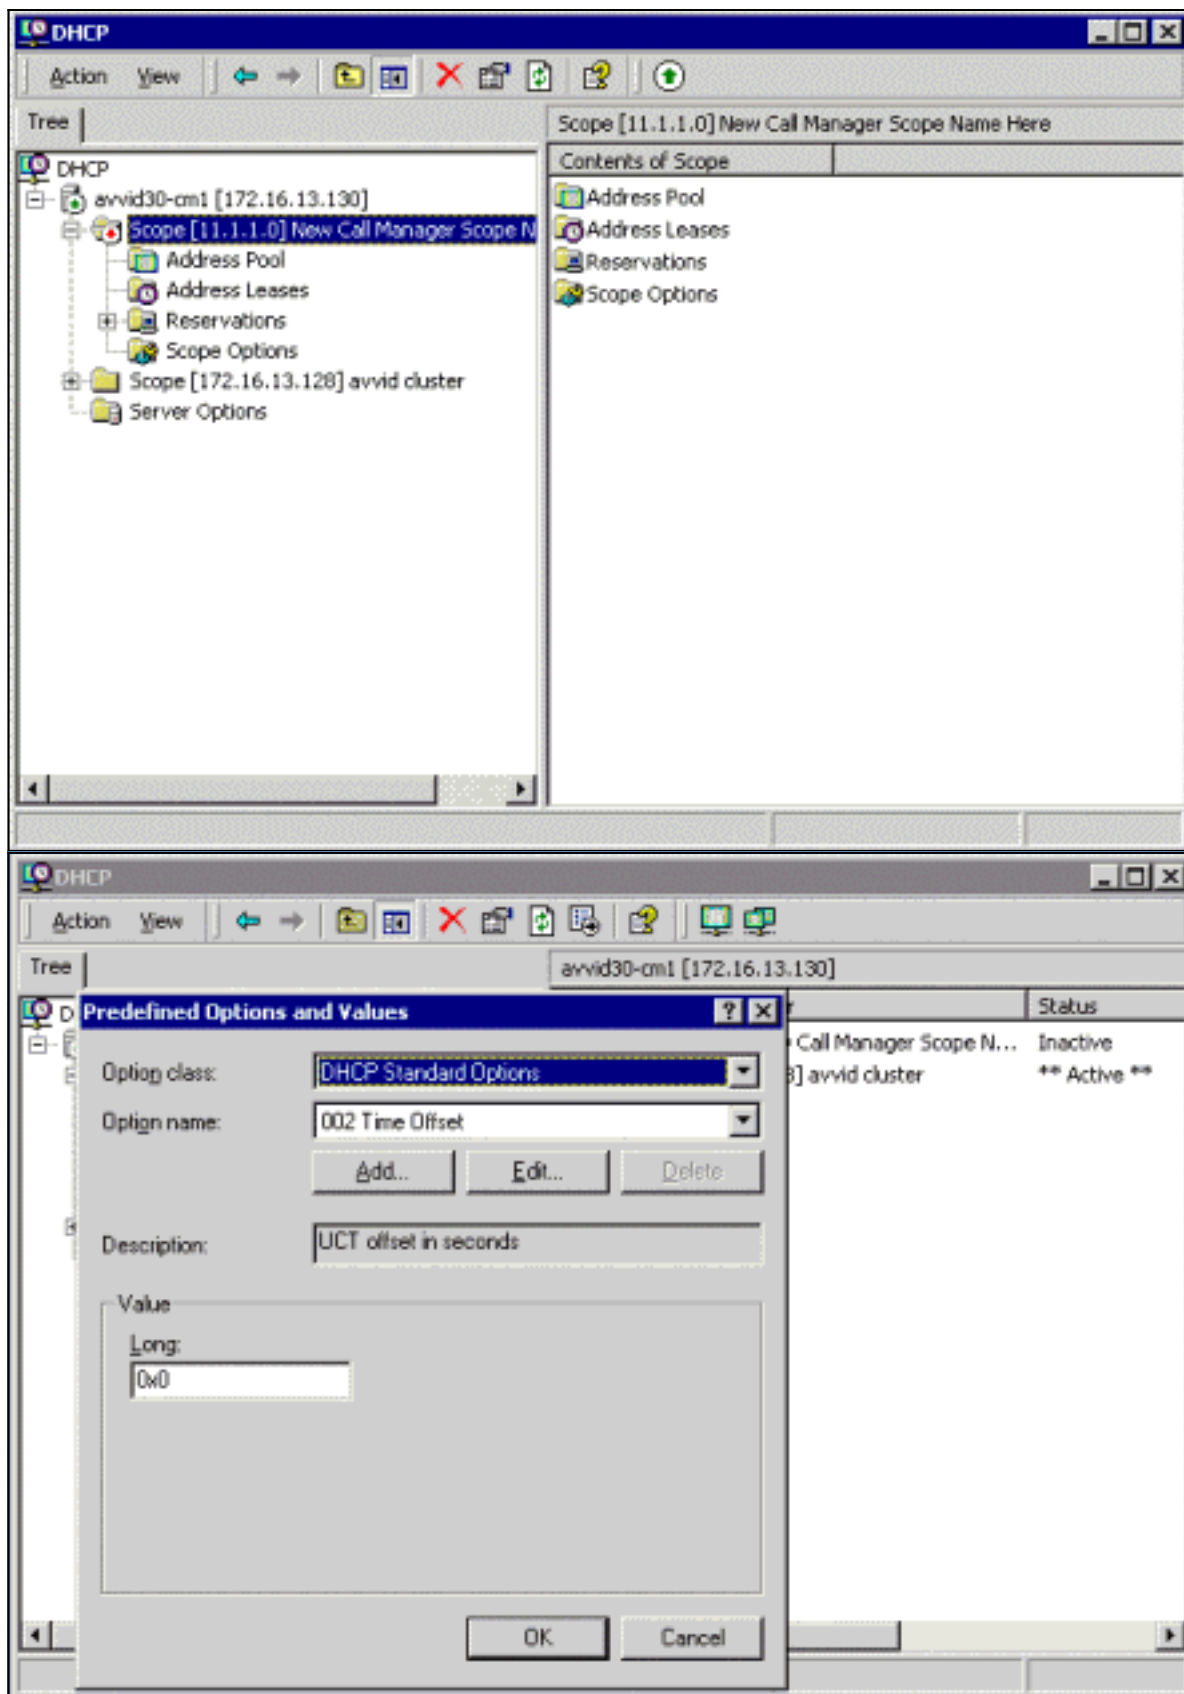 DHCP
Action View
Tree
Scope [11.1.1.0] New Call Manager Scope Name Here
DHCP
avvid30-cm1 [172.16.13.130]
Scope [11.1.1.0] New Call Manager Scope N
Address Pool
Address Leases
Reservations
Scope Options
Scope [172.16.13.128] avvid cluster
Server Options
Contents of Scope
Address Pool
Address Leases
Reservations
Scope Options
DHCP
Action View
Tree
avvid30-cm1 [172.16.13.130]
D
Status
Call Manager Scope N... Inactive
8] avvid cluster ** Active **
Predefined Options and Values
Option class: DHCP Standard Options
Option name: 002 Time Offset
Add... Edit... Delete
Description: UCT offset in seconds
Value
Long:
0x0
OK Cancel